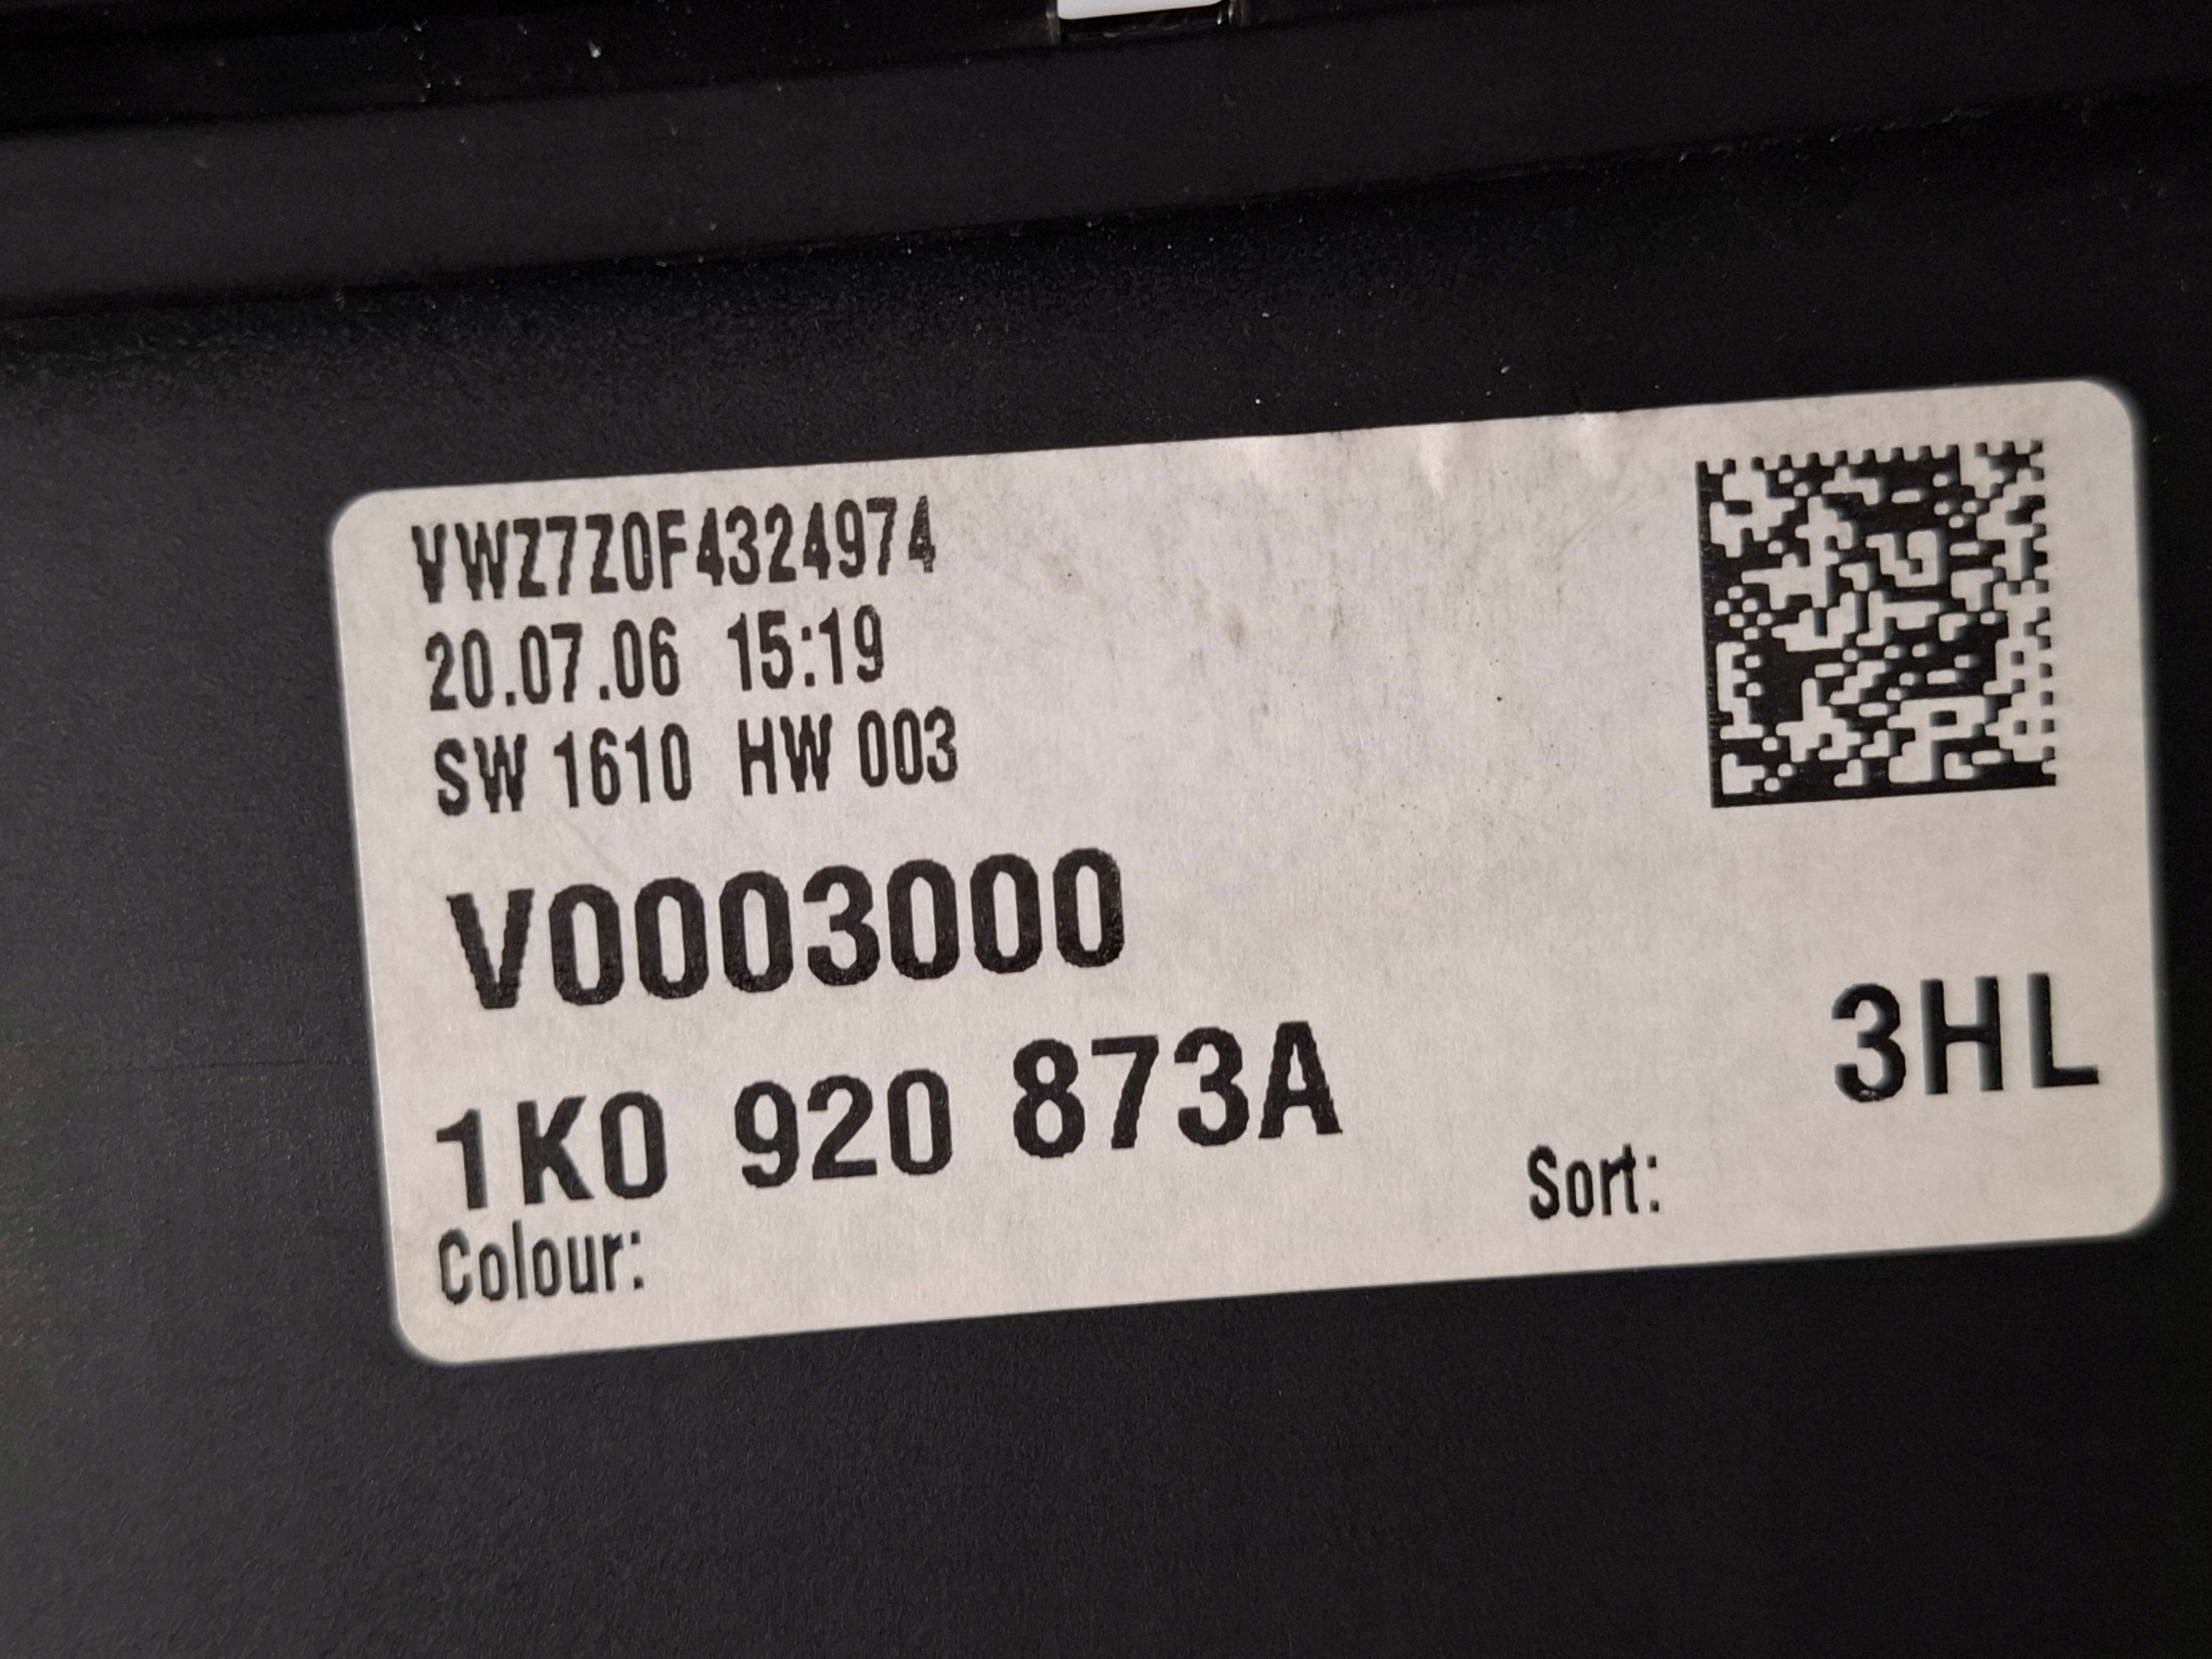 VWZ7Z0F4324974
20.07.06 15:19
SW 1610 HW 003
V0003000
1K0 920 873A
3HL
Colour:
Sort: